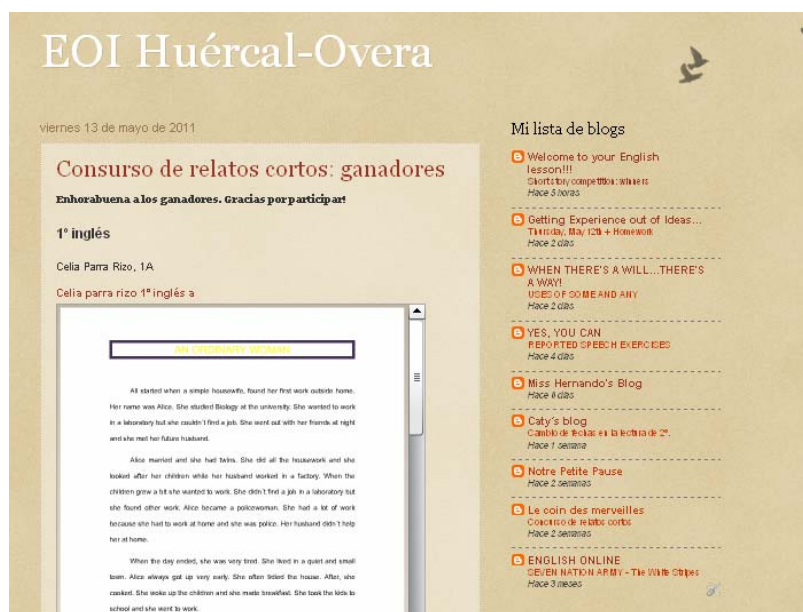 EOI Huércal-Overa
viernes 13 de mayo de 2011
Consurso de relatos cortos: ganadores
Enhorabuena a los ganadores. Gracias por participar!
1º inglés
Celia Parra Rizo, 1A
Celia parra rizo 1º inglés a
AN ORDINARY WOMAN
All started when a simple housewife, found her first work outside home.
Her name was Alice. She studied Biology at the university. She wanted to work
in a laboratory but she couldn´t find a job. She went out with her friends at night
and she met her future husband.
Alice married and she had twins. She did all the housework and she
looked after her children while her husband worked in a factory. When the
children grew a bit she wanted to work. She didn´t find a job in a laboratory but
she found other work. Alice became a policewoman. She had a lot of work
because she had to work at home and she was police. Her husband didn´t help
her at home.
When the day ended, she was very tired. She lived in a quiet and small
town. Alice always got up very early. She often tidied the house. After, she
cooked. She woke up the children and she made breakfast. She took the kids to
school and she went to work.
Mi lista de blogs
Welcome to your English
lesson!!!
Short story competition: winners
Hace 5 horas
Getting Experience out of Ideas...
Thursday, May 12th + Homework
Hace 2 días
WHEN THERE'S A WILL...THERE'S
A WAY!
USES OF SOME AND ANY
Hace 2 días
YES, YOU CAN
REPORTED SPEECH EXERCISES
Hace 4 días
Miss Hernando's Blog
Hace 6 días
Caty´s blog
Cambio de fechas en la lectura de 2º.
Hace 1 semana
Notre Petite Pause
Hace 2 semanas
Le coin des merveilles
Concurso de relatos cortos
Hace 2 semanas
ENGLISH ONLINE
SEVEN NATION ARMY - The White Stripes
Hace 3 meses